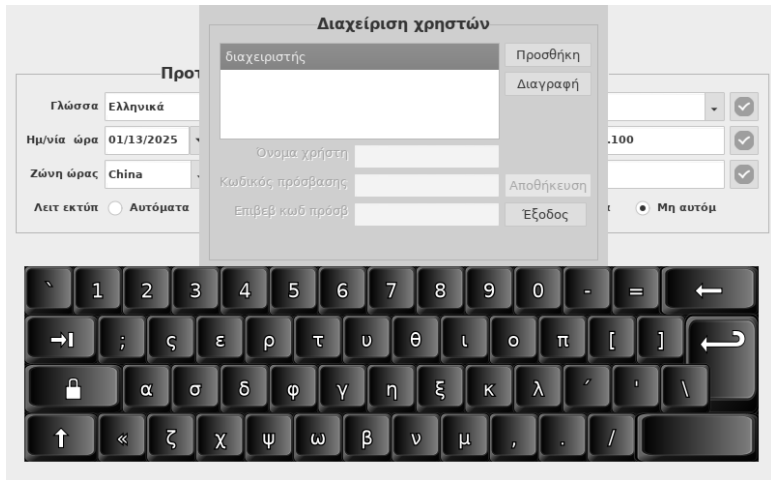 Διαχείριση χρηστών
διαχειριστής
Προσθήκη
Διαγραφή
Όνομα χρήστη
Κωδικός πρόσβασης
Αποθήκευση
Επιβεβ κωδ πρόσβ
Έξοδος
Γλώσσα Ελληνικά
Ημ/νία ώρα 01/13/2025 .100
Ζώνη ώρας China
Λειτ εκτύπ Αυτόματα Μη αυτόμ
` 1 2 3 4 5 6 7 8 9 0 - =
; ς ε ρ τ υ θ ι ο π [ ]
α σ δ φ γ η ξ κ λ ΄ ' \
« ζ χ ψ ω β ν μ , . /